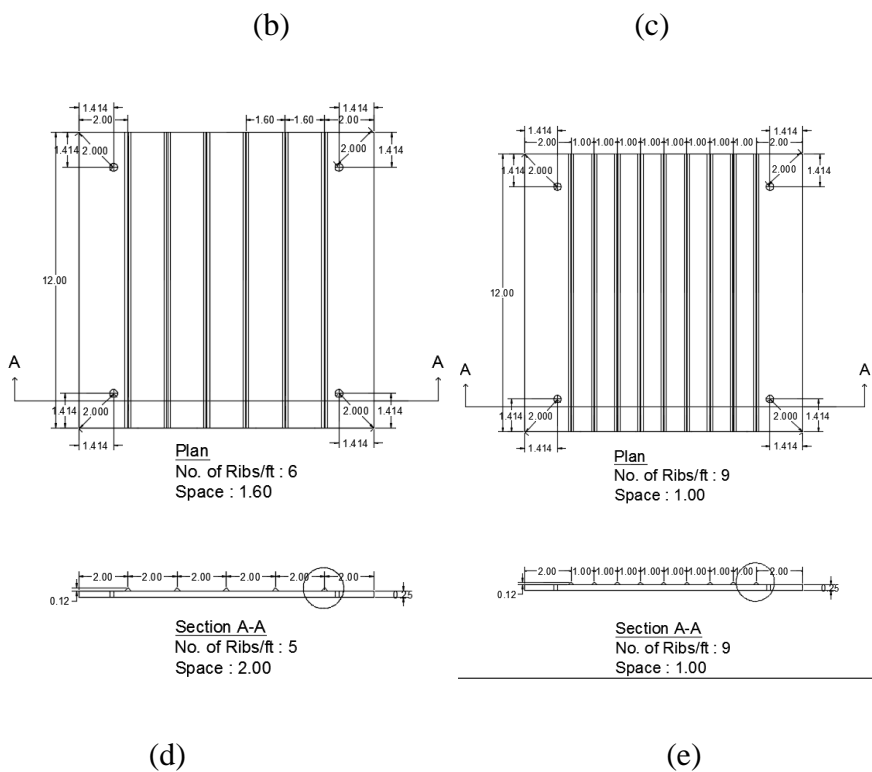 (b)
(c)
1.414
1.414
2.00 1.60 1.60 2.00
1.414 2.000 2.000 1.414
12.00
A A
1.414 2.000 2.000 1.414
1.414 1.414
Plan
No. of Ribs/ft : 6
Space : 1.60
1.414
1.414
2.00 1.00 1.00 1.00 1.00 1.00 1.00 1.00 1.00 2.00
1.414 2.000 2.000 1.414
12.00
A A
1.414 2.000 2.000 1.414
1.414 1.414
Plan
No. of Ribs/ft : 9
Space : 1.00
2.00 2.00 2.00 2.00 2.00 2.00
0.12 0.25
Section A-A
No. of Ribs/ft : 5
Space : 2.00
2.00 1.00 1.00 1.00 1.00 1.00 1.00 1.00 1.00 2.00
0.12 0.25
Section A-A
No. of Ribs/ft : 9
Space : 1.00
(d)
(e)